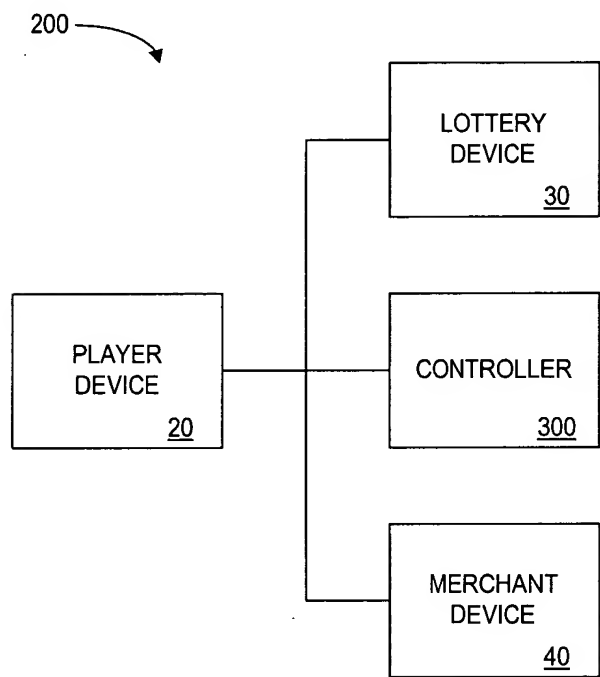 200
LOTTERY
DEVICE
30
PLAYER
DEVICE
20
CONTROLLER
300
MERCHANT
DEVICE
40